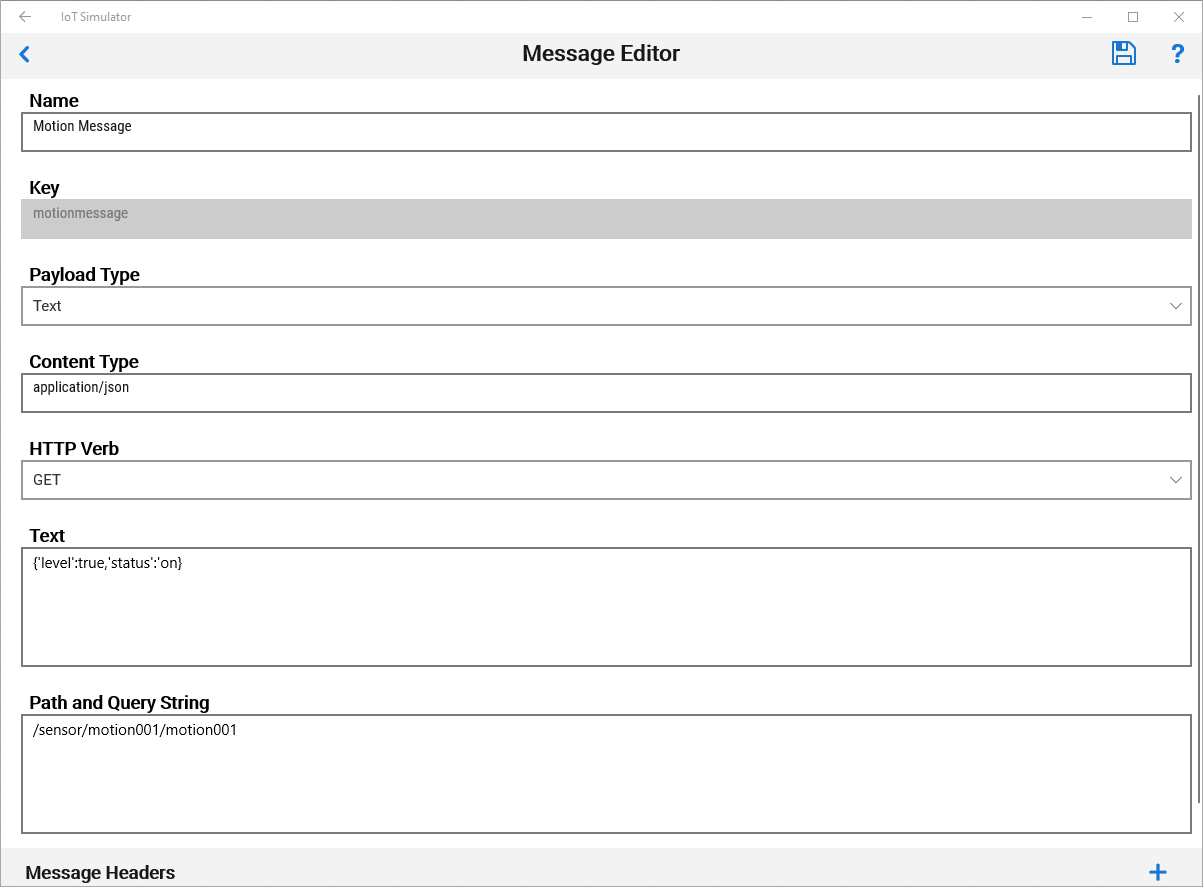 IoT Simulator
Message Editor
?
Name
Motion Message
Key
motionmessage
Payload Type
Text
Content Type
application/json
HTTP Verb
GET
Text
{'level':true,'status':'on}
Path and Query String
/sensor/motion001/motion001
Message Headers